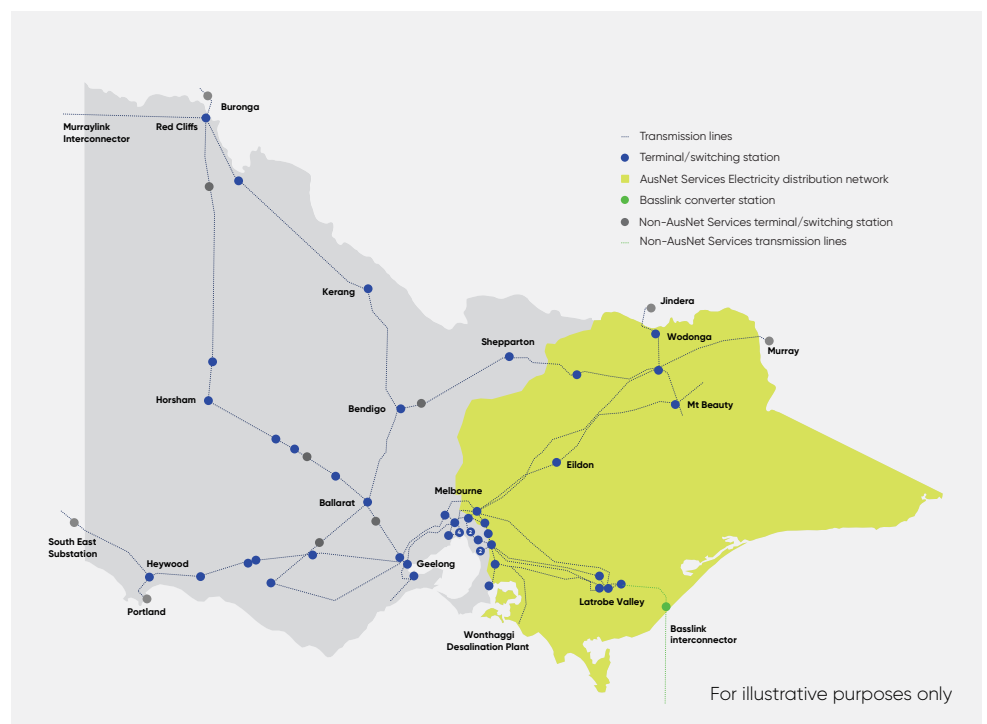 Buronga
Murraylink
Interconnector
Red Cliffs
Transmission lines
Terminal/switching station
AusNet Services Electricity distribution network
Basslink converter station
Non-AusNet Services terminal/switching station
Non-AusNet Services transmission lines
Kerang
Jindera
Shepparton
Wodonga
Murray
Horsham
Bendigo
Mt Beauty
Eildon
Melbourne
Ballarat
4
2
2
South East
Substation
Heywood
Geelong
Portland
Latrobe Valley
Wonthaggi
Desalination Plant
Basslink
interconnector
For illustrative purposes only